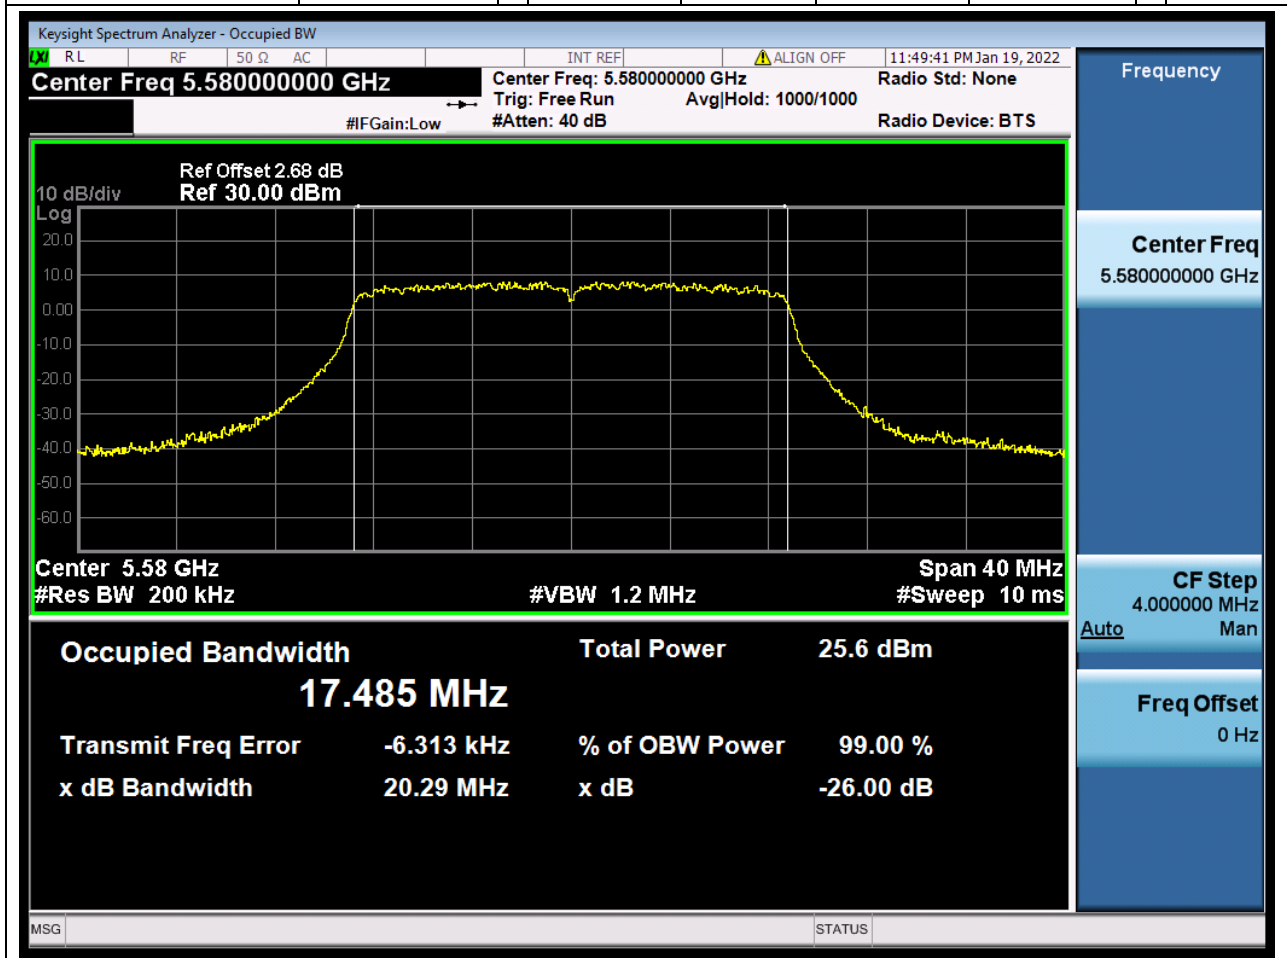 Keysight Spectrum Analyzer - Occupied BW
LXI RL RF 50 Ω AC INT REF ALIGN OFF 11:49:41 PM Jan 19, 2022
Center Freq 5.580000000 GHz
Center Freq: 5.580000000 GHz
Radio Std: None
Trig: Free Run Avg|Hold: 1000/1000
#IFGain:Low
#Atten: 40 dB
Radio Device: BTS
Ref Offset 2.68 dB
10 dB/div Ref 30.00 dBm
Log
20.0
10.0
0.00
-10.0
-20.0
-30.0
-40.0
-50.0
-60.0
Center 5.58 GHz Span 40 MHz
#Res BW 200 kHz #VBW 1.2 MHz #Sweep 10 ms
Occupied Bandwidth Total Power 25.6 dBm
17.485 MHz
Transmit Freq Error -6.313 kHz % of OBW Power 99.00 %
x dB Bandwidth 20.29 MHz x dB -26.00 dB
MSG STATUS
Frequency
Center Freq
5.580000000 GHz
CF Step
4.000000 MHz
Auto Man
Freq Offset
0 Hz